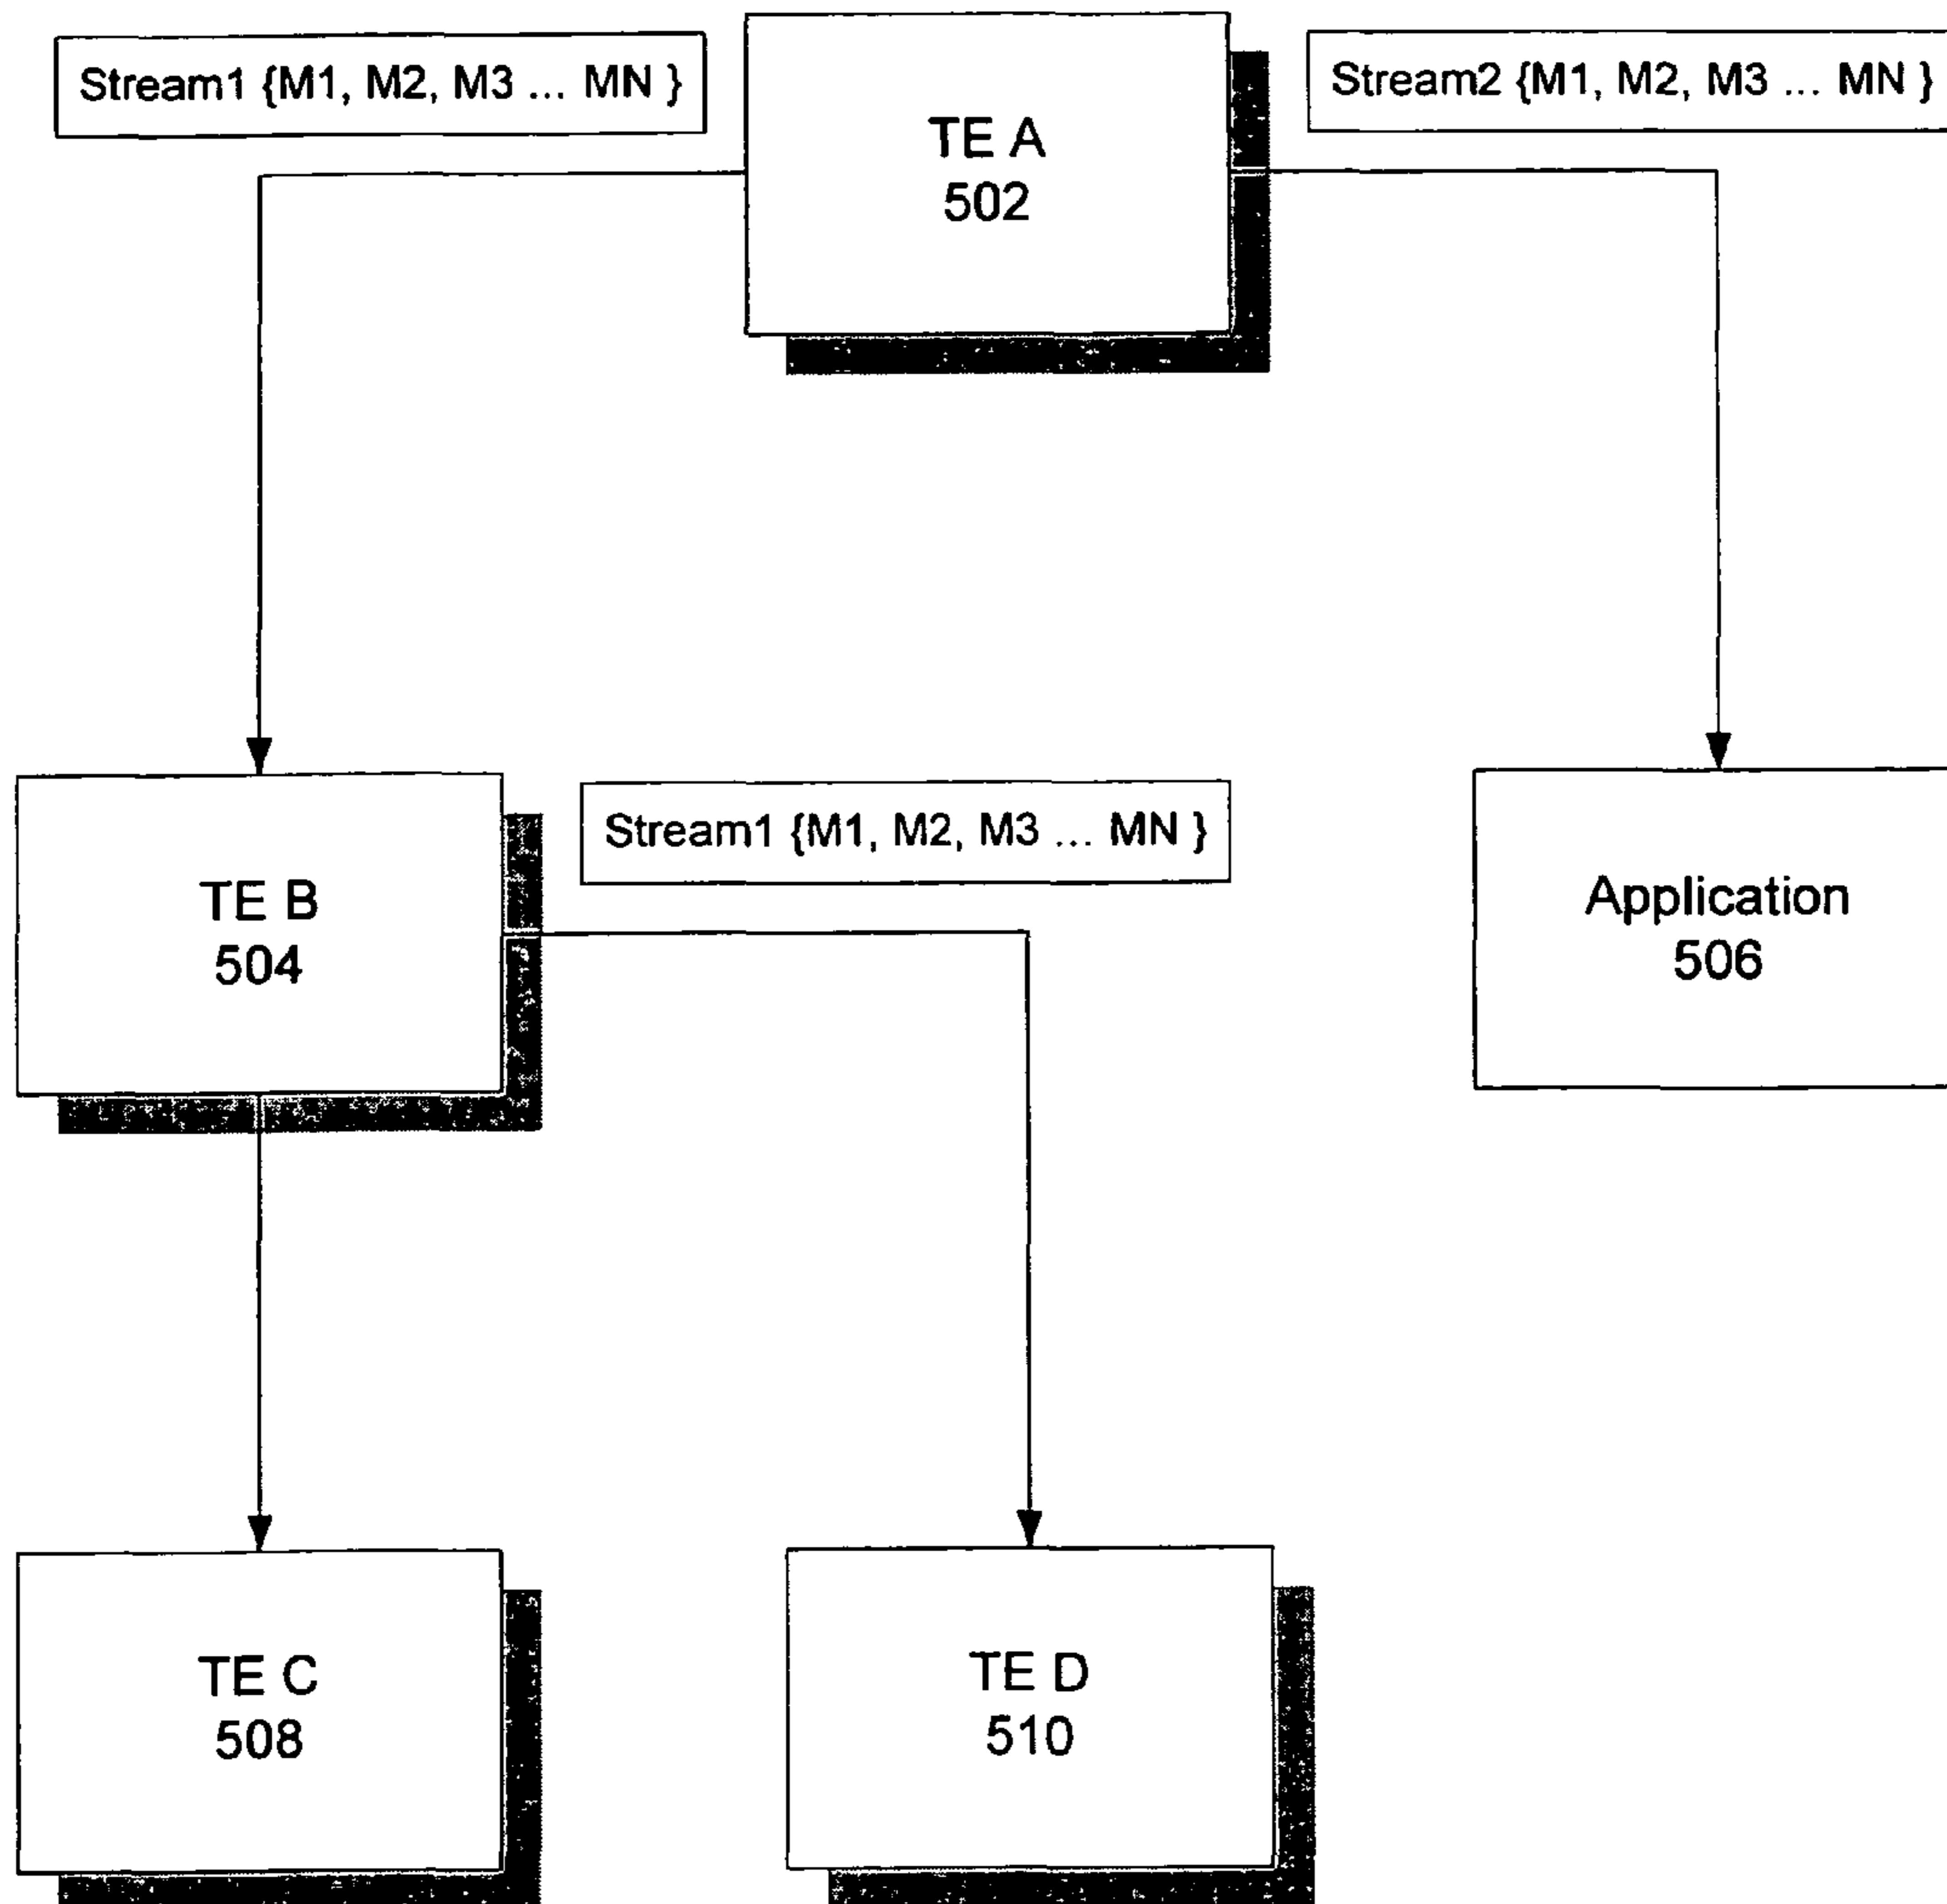 Stream1 {M1, M2, M3 ... MN }
TE A
502
Stream2 {M1, M2, M3 ... MN }
TE B
504
Stream1 {M1, M2, M3 ... MN }
Application
506
TE C
508
TE D
510